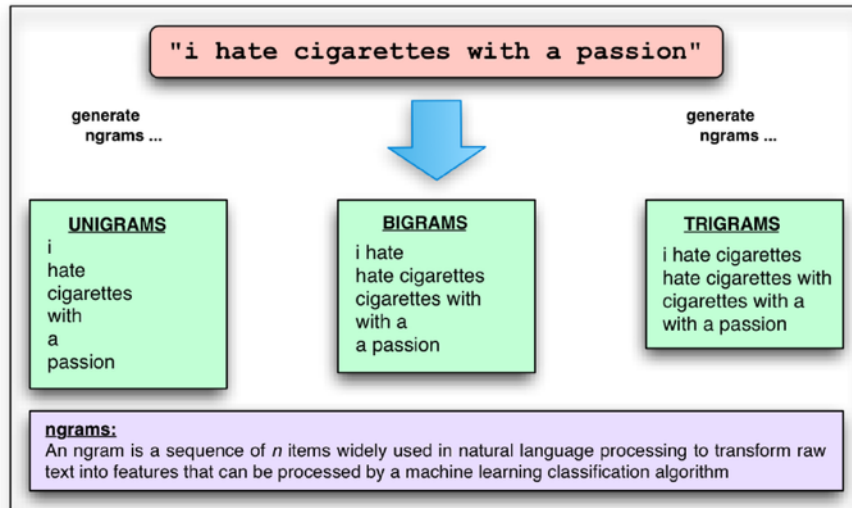 "i hate cigarettes with a passion"
generate
ngrams ...
generate
ngrams ...
UNIGRAMS
i
hate
cigarettes
with
a
passion
BIGRAMS
i hate
hate cigarettes
cigarettes with
with a
a passion
TRIGRAMS
i hate cigarettes
hate cigarettes with
cigarettes with a
with a passion
ngrams:
An ngram is a sequence of n items widely used in natural language processing to transform raw
text into features that can be processed by a machine learning classification algorithm